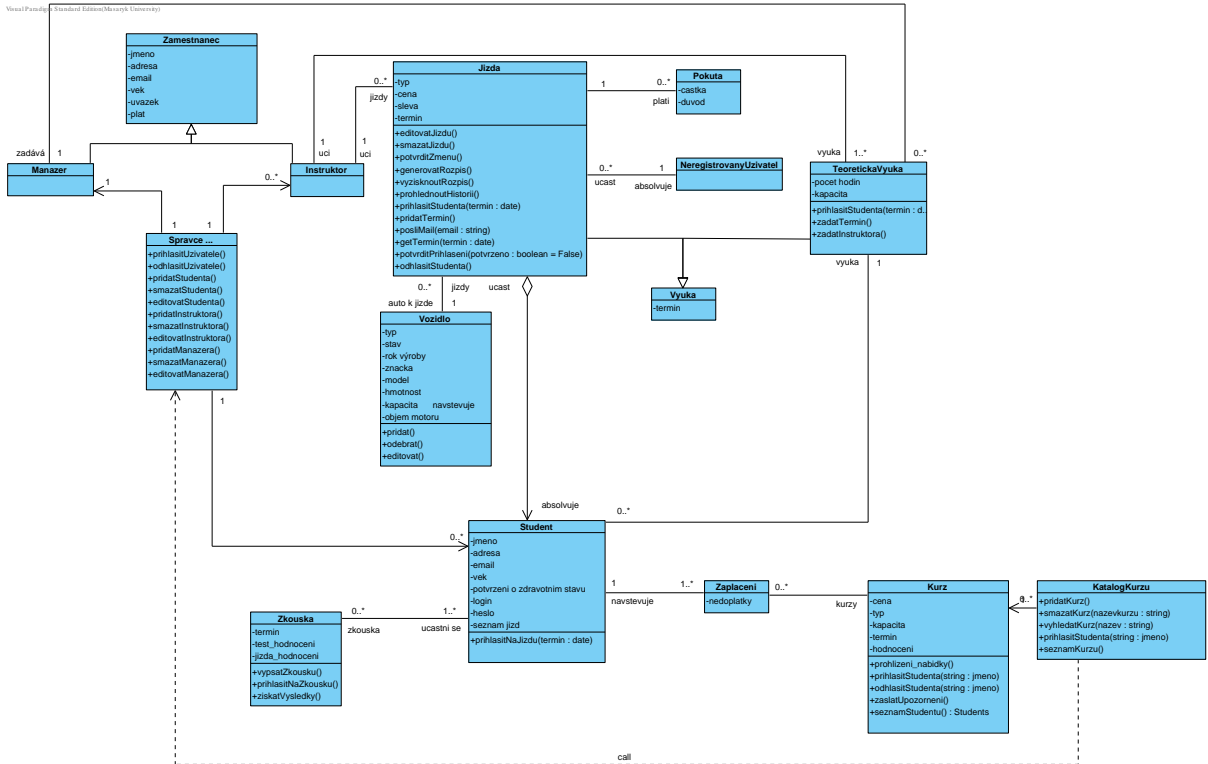 Visual Paradigm Standard Edition(Masaryk University)
Zamestnanec
-jmeno
-adresa
-email
-vek
-uvazek
-plat
zadává
1
Manazer
1
0..*
Instruktor
1
uci
1
uci
0..*
jizdy
Jizda
-typ
-cena
-sleva
-termin
+editovatJizdu()
+smazatJizdu()
+potvrditZmenu()
+generovatRozpis()
+vyzisknoutRozpis()
+prohlednoutHistorii()
+prihlasitStudenta(termin : date)
+pridatTermin()
+posliMail(email : string)
+getTermin(termin : date)
+potvrditPrihlaseni(potvrzeno : boolean = False)
+odhlasitStudenta()
1
0..*
plati
Pokuta
-castka
-duvod
0..*
ucast
1
absolvuje
NeregistrovanyUzivatel
vyuka
1..*
0..*
TeoretickaVyuka
-pocet hodin
-kapacita
+prihlasitStudenta(termin : d..
+zadatTermin()
+zadatInstruktora()
vyuka
1
Vyuka
-termin
1
1
Spravce ...
+prihlasitUzivatele()
+odhlasitUzivatele()
+pridatStudenta()
+smazatStudenta()
+editovatStudenta()
+pridatInstruktora()
+smazatInstruktora()
+editovatInstruktora()
+pridatManazera()
+smazatManazera()
+editovatManazera()
1
0..*
jizdy
ucast
auto k jizde
1
Vozidlo
-typ
-stav
-rok výroby
-znacka
-model
-hmotnost
-kapacita
navstevuje
-objem motoru
+pridat()
+odebrat()
+editovat()
absolvuje
0..*
0..*
Student
-jmeno
-adresa
-email
-vek
-potvrzeni o zdravotnim stavu
-login
-heslo
-seznam jizd
+prihlasitNaJizdu(termin : date)
1
navstevuje
1..*
Zaplaceni
-nedoplatky
0..*
kurzy
Kurz
-cena
-typ
-kapacita
-termin
-hodnoceni
+prohlizeni_nabidky()
+prihlasitStudenta(string : jmeno)
+odhlasitStudenta(string : jmeno)
+zaslatUpozorneni()
+seznamStudentu() : Students
KatalogKurzu
+pridatKurz()
+smazatKurz(nazevkurzu : string)
+vyhledatKurz(nazev : string)
+prihlasitStudenta(string : jmeno)
+seznamKurzu()
Zkouska
-termin
-test_hodnoceni
-jizda_hodnoceni
+vypsatZkousku()
+prihlasitNaZkousku()
+ziskatVysledky()
0..*
zkouska
1..*
ucastni se
call